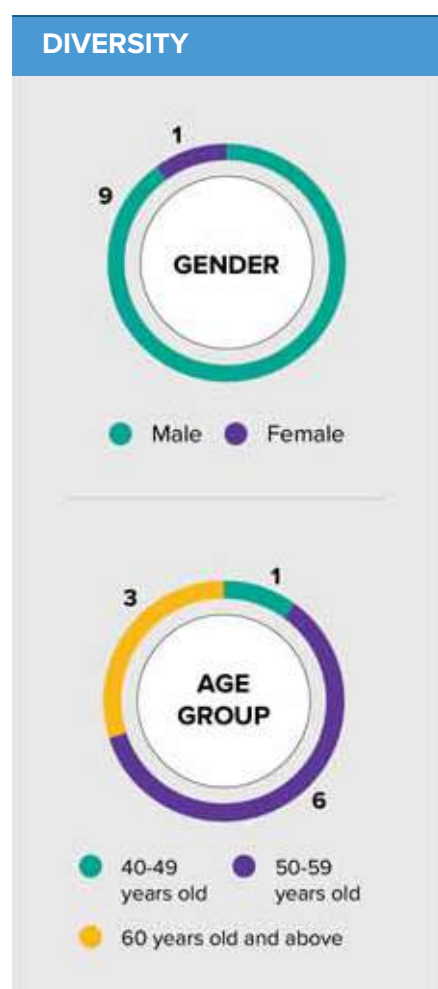 DIVERSITY
1
9
GENDER
Male Female
1
3
AGE
GROUP
6
40-49 50-59
years old years old
60 years old and above